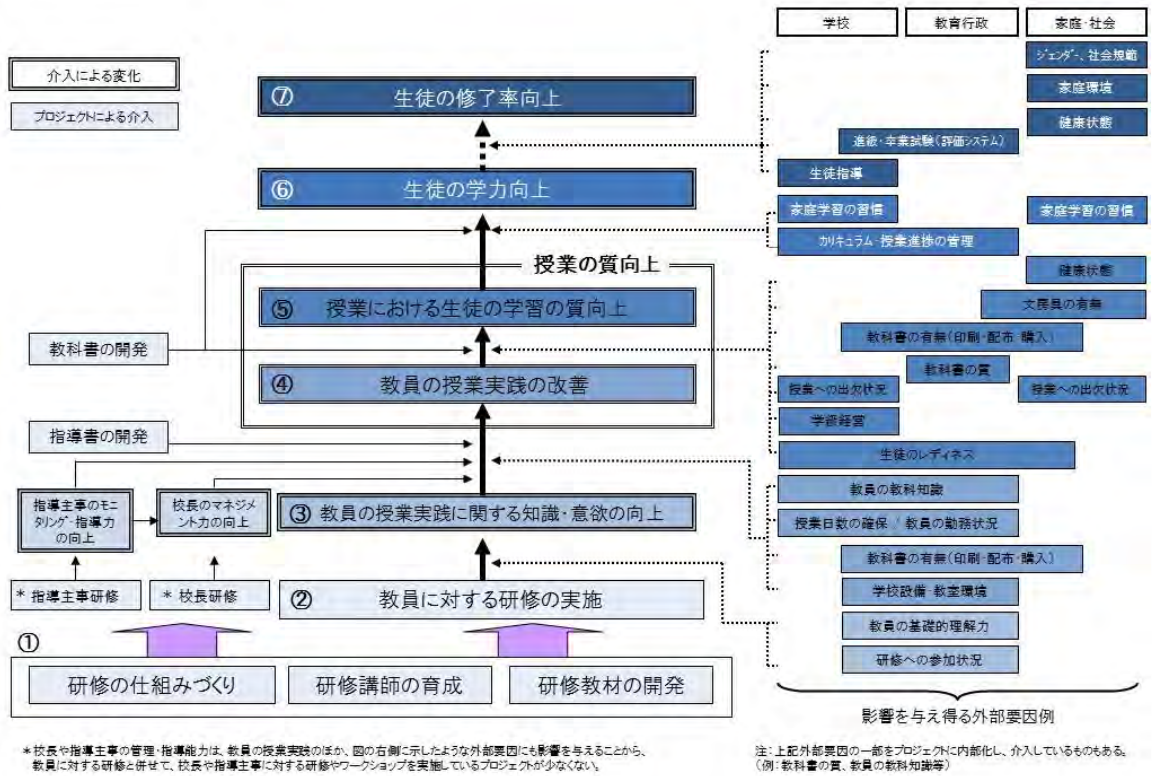 学校
教育行政
家庭・社会
介入による変化
プロジェクトによる介入
ジェンダー、社会規範
家庭環境
健康状態
進級・卒業試験(評価システム)
生徒指導
⑦ 生徒の修了率向上
⑥ 生徒の学力向上
家庭学習の習慣
家庭学習の習慣
カリキュラム・授業進捗の管理
授業の質向上
⑤ 授業における生徒の学習の質向上
④ 教員の授業実践の改善
健康状態
文房具の有無
教科書の有無(印刷・配布・購入)
教科書の質
授業への出欠状況
授業への出欠状況
学級経営
生徒のレディネス
教科書の開発
指導書の開発
指導主事のモニ
タリング・指導力
の向上
校長のマネジメ
ント力の向上
③ 教員の授業実践に関する知識・意欲の向上
教員の教科知識
授業日数の確保 / 教員の勤務状況
教科書の有無(印刷・配布・購入)
学校設備・教室環境
教員の基礎的理解力
研修への参加状況
* 指導主事研修
* 校長研修
② 教員に対する研修の実施
①
研修の仕組みづくり
研修講師の育成
研修教材の開発
影響を与え得る外部要因例
*校長や指導主事の管理・指導能力は、教員の授業実践のほか、図の右側に示したような外部要因にも影響を与えることから、
教員に対する研修と併せて、校長や指導主事に対する研修やワークショップを実施しているプロジェクトが少なくない。
注:上記外部要因の一部をプロジェクトに内部化し、介入しているものもある。
(例:教科書の質、教員の教科知識等)